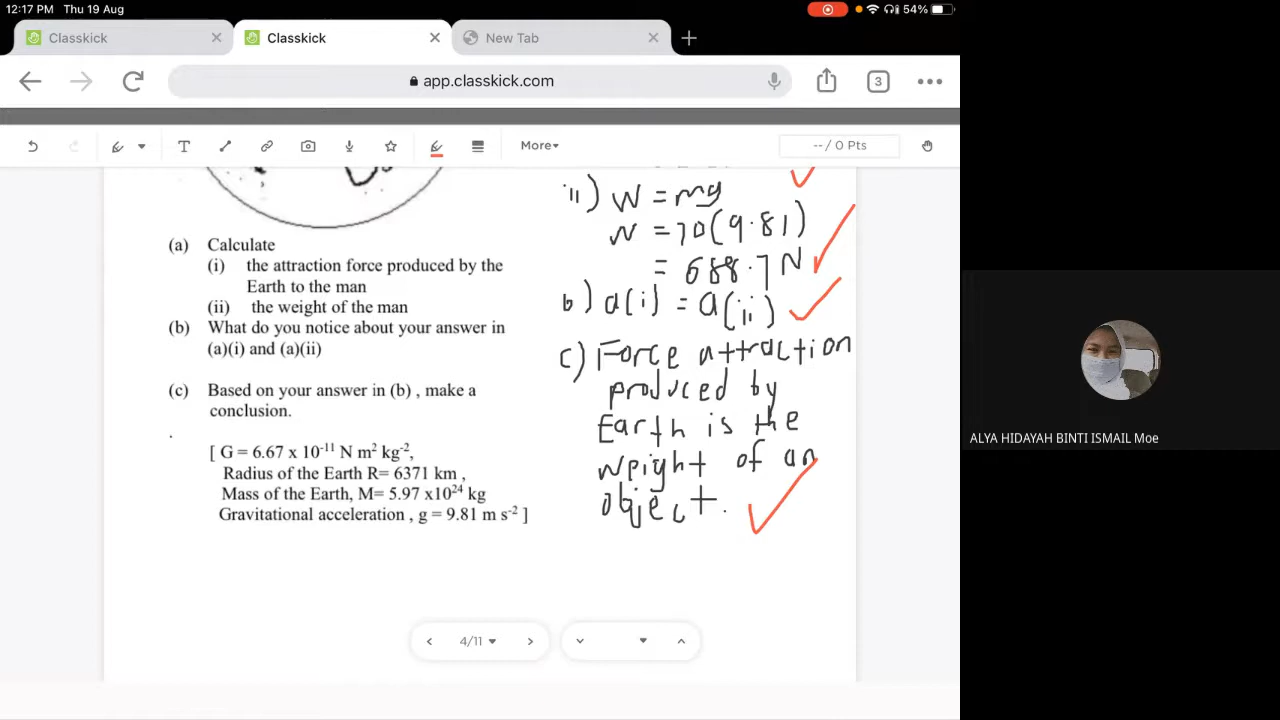 12:17 PM Thu 19 Aug
54%
Classkick
Classkick
New Tab
app.classkick.com
3
T
More
-- / 0 Pts
ii) W = mg
W = 70(9.81)
= 688.7 N
b) a(i) = a(ii)
c) Force attraction
produced by
Earth is the
weight of an
object.
(a) Calculate
(i) the attraction force produced by the
Earth to the man
(ii) the weight of the man
(b) What do you notice about your answer in
(a)(i) and (a)(ii)
(c) Based on your answer in (b) , make a
conclusion.
[ G = 6.67 x 10⁻¹¹ N m² kg⁻²,
Radius of the Earth R= 6371 km ,
Mass of the Earth, M= 5.97 x10²⁴ kg
Gravitational acceleration , g = 9.81 m s⁻² ]
4/11
ALYA HIDAYAH BINTI ISMAIL Moe